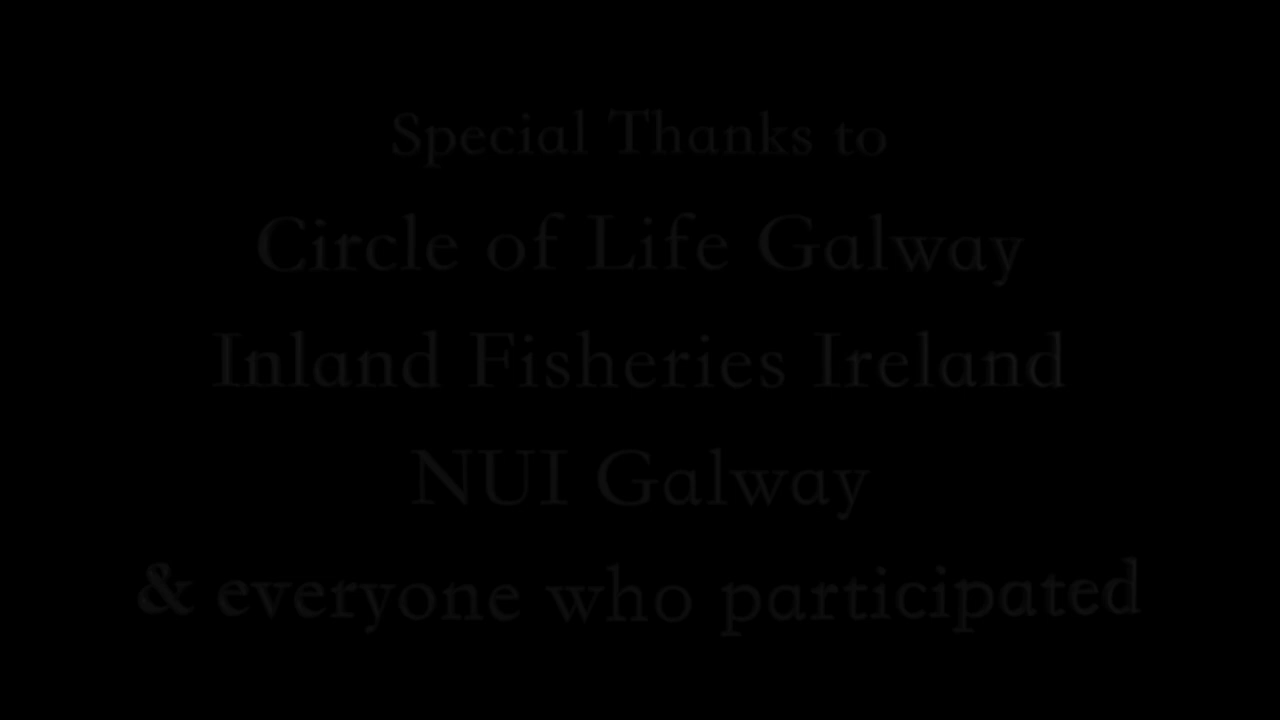 Special Thanks to
Circle of Life Galway
Inland Fisheries Ireland
NUI Galway
& everyone who participated